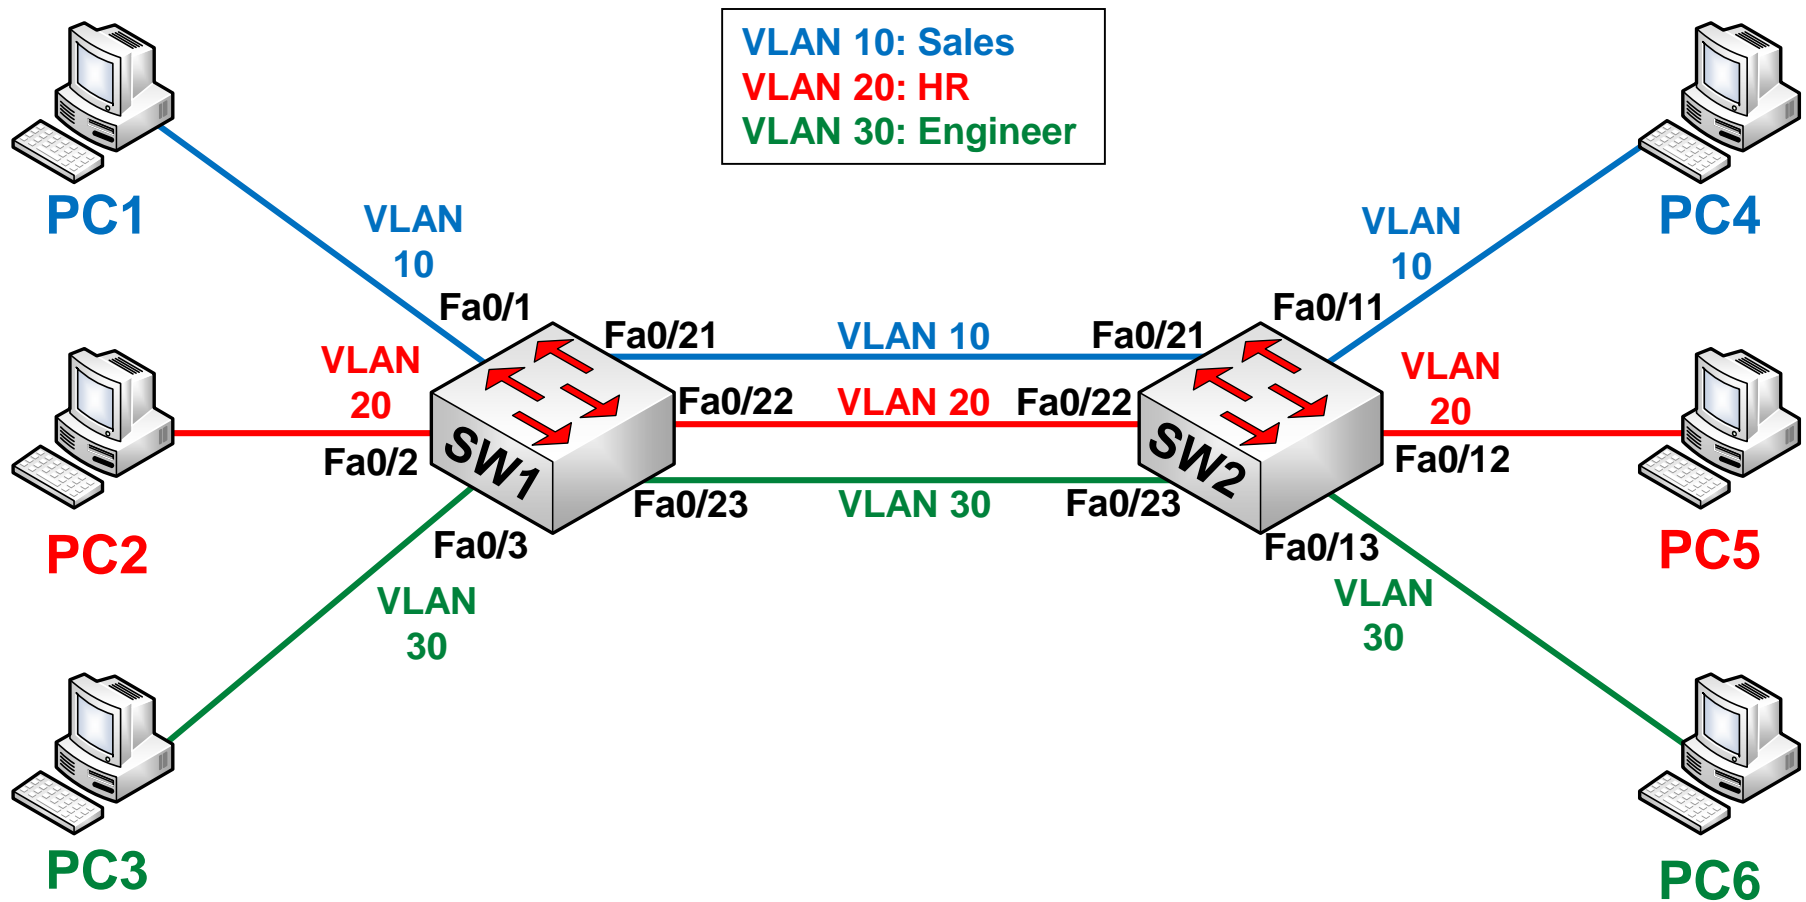 VLAN 10: Sales
VLAN 20: HR
VLAN 30: Engineer
PC1
PC4
VLAN
10
VLAN
10
Fa0/1
Fa0/11
Fa0/21
VLAN 10
Fa0/21
VLAN
20
VLAN
20
Fa0/22
VLAN 20
Fa0/22
Fa0/2
SW1
SW2
Fa0/12
Fa0/23
VLAN 30
Fa0/23
PC2
Fa0/3
Fa0/13
PC5
VLAN
30
VLAN
30
PC3
PC6